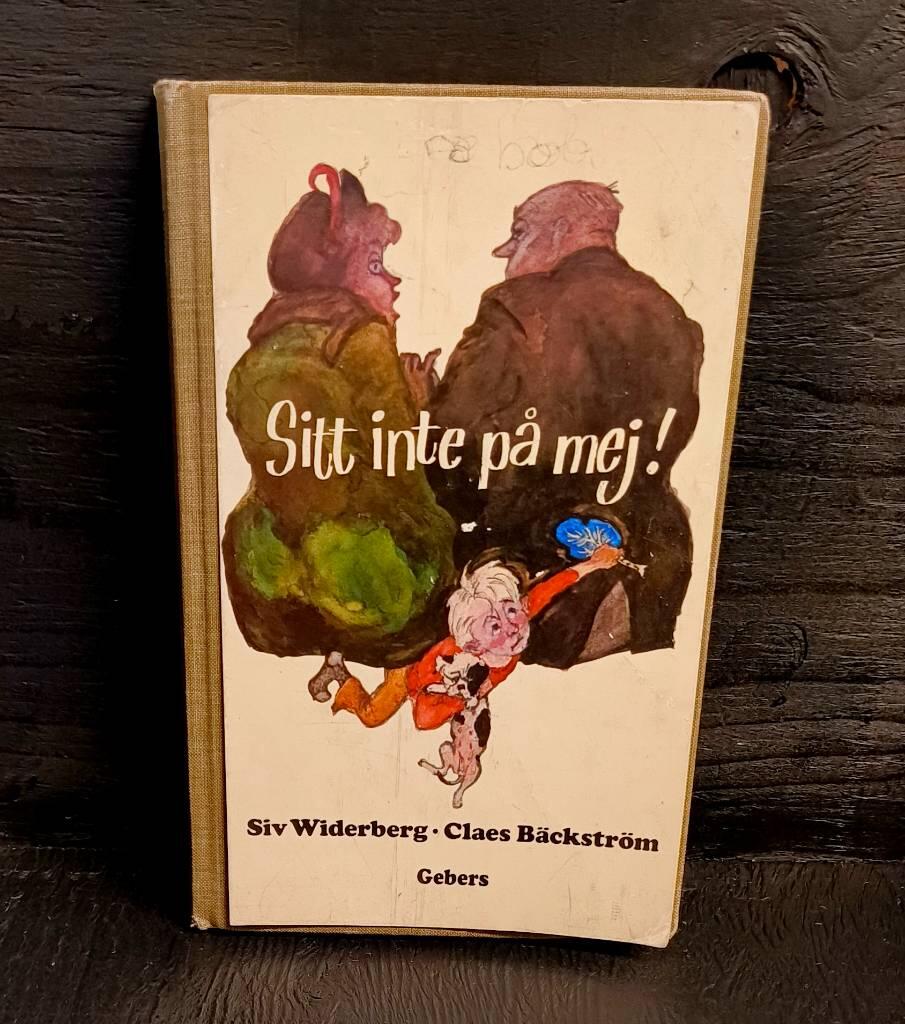 Sitt inte på mej!
Siv Widerberg · Claes Bäckström
Gebers